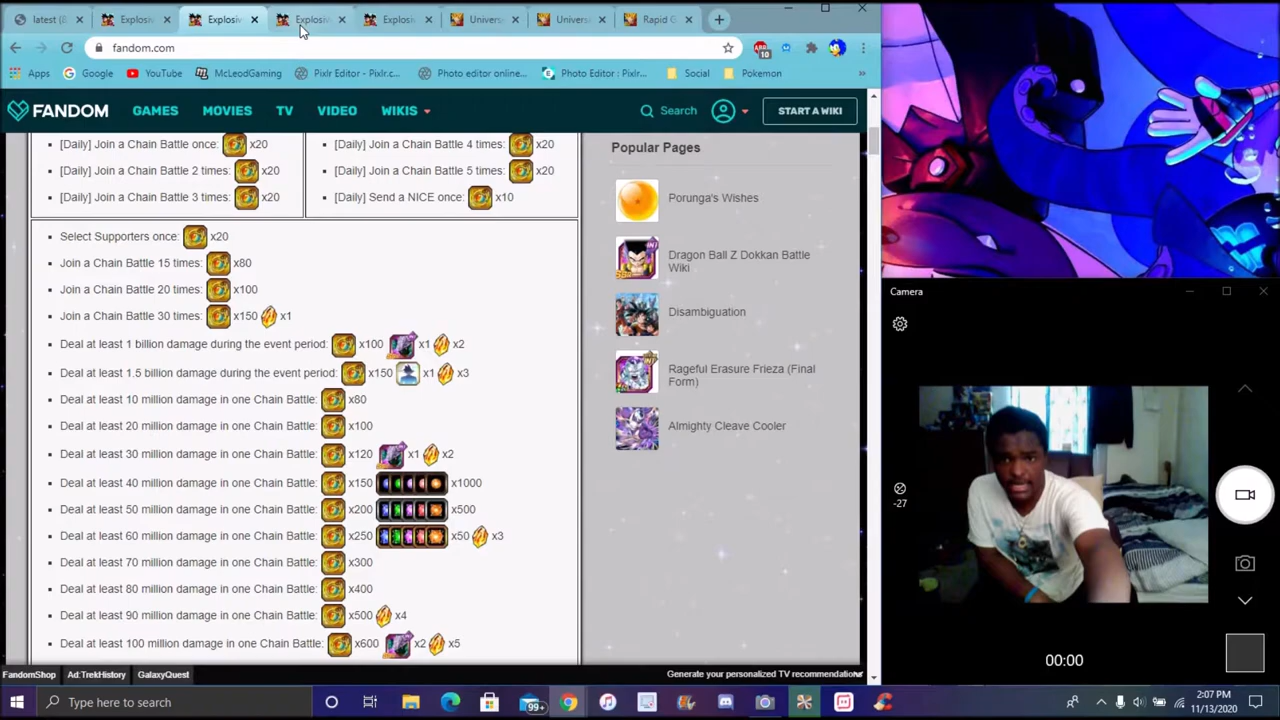 latest (8
Explosiv
Explosiv
Explosiv
Explosiv
Universe
Universe
Rapid G
fandom.com
10
Apps
Google
YouTube
McLeodGaming
Pixlr Editor - Pixlr.c...
Photo editor online...
Photo Editor : Pixlr...
Social
Pokemon
FANDOM
GAMES
MOVIES
TV
VIDEO
WIKIS
Search
START A WIKI
[Daily] Join a Chain Battle once: x20
[Daily] Join a Chain Battle 2 times: x20
[Daily] Join a Chain Battle 3 times: x20
[Daily] Join a Chain Battle 4 times: x20
[Daily] Join a Chain Battle 5 times: x20
[Daily] Send a NICE once: x10
Select Supporters once: x20
Join a Chain Battle 15 times: x80
Join a Chain Battle 20 times: x100
Join a Chain Battle 30 times: x150 x1
Deal at least 1 billion damage during the event period: x100 x1 x2
Deal at least 1.5 billion damage during the event period: x150 x1 x3
Deal at least 10 million damage in one Chain Battle: x80
Deal at least 20 million damage in one Chain Battle: x100
Deal at least 30 million damage in one Chain Battle: x120 x1 x2
Deal at least 40 million damage in one Chain Battle: x150 x1000
Deal at least 50 million damage in one Chain Battle: x200 x500
Deal at least 60 million damage in one Chain Battle: x250 x50 x3
Deal at least 70 million damage in one Chain Battle: x300
Deal at least 80 million damage in one Chain Battle: x400
Deal at least 90 million damage in one Chain Battle: x500 x4
Deal at least 100 million damage in one Chain Battle: x600 x2 x5
Popular Pages
Porunga's Wishes
Dragon Ball Z Dokkan Battle
Wiki
Disambiguation
Rageful Erasure Frieza (Final
Form)
Almighty Cleave Cooler
FandomShop
Ad:TrekHistory
GalaxyQuest
Generate your personalized TV recommendations
Camera
-27
00:00
Type here to search
99+
2:07 PM
11/13/2020